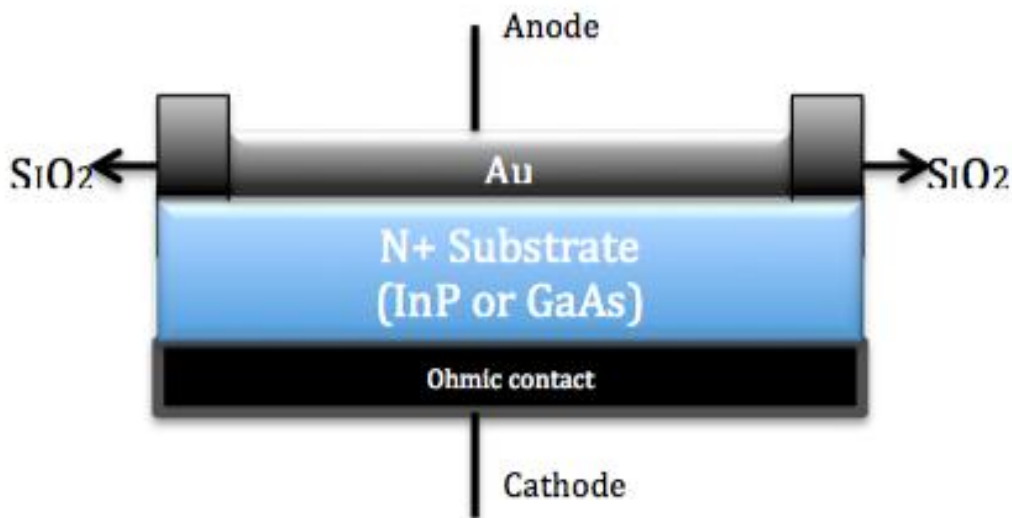 Anode
SIO2
Au
SIO2
N+ Substrate
(InP or GaAs)
Ohmic contact
Cathode